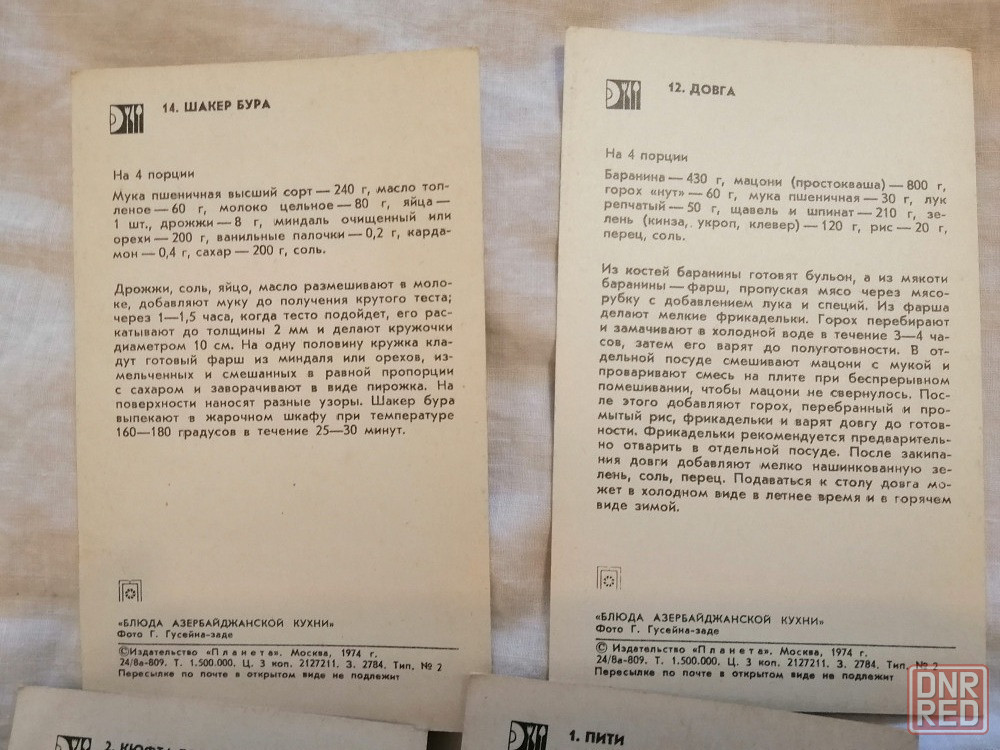 14. ШАКЕР БУРА
На 4 порции
Мука пшеничная высший сорт — 240 г, масло топ-
леное — 60 г, молоко цельное — 80 г, яйца —
1 шт., дрожжи — 8 г, миндаль очищенный или
орехи — 200 г, ванильные палочки — 0,2 г, карда-
мон — 0,4 г, сахар — 200 г, соль.
Дрожжи, соль, яйцо, масло размешивают в моло-
ке, добавляют муку до получения крутого теста;
через 1—1,5 часа, когда тесто подойдет, его рас-
катывают до толщины 2 мм и делают кружочки
диаметром 10 см. На одну половину кружка кла-
дут готовый фарш из миндаля или орехов, из-
мельченных и смешанных в равной пропорции
с сахаром и заворачивают в виде пирожка. На
поверхности наносят разные узоры. Шакер бура
выпекают в жарочном шкафу при температуре
160—180 градусов в течение 25—30 минут.
«БЛЮДА АЗЕРБАЙДЖАНСКОЙ КУХНИ»
Фото Г. Гусейна-заде
©Издательство «Планета». Москва, 1974 г.
24/8а-809. Т. 1.500.000. Ц. 3 коп. 2127211. З. 2784. Тип. № 2
Пересылке по почте в открытом виде не подлежит
12. ДОВГА
На 4 порции
Баранина — 430 г, мацони (простокваша) — 800 г,
горох «нут» — 60 г, мука пшеничная — 30 г, лук
репчатый — 50 г, щавель и шпинат — 210 г, зе-
лень (кинза, укроп, клевер) — 120 г, рис — 20 г,
перец, соль.
Из костей баранины готовят бульон, а из мякоти
баранины — фарш, пропуская мясо через мясо-
рубку с добавлением лука и специй. Из фарша
делают мелкие фрикадельки. Горох перебирают
и замачивают в холодной воде в течение 3—4 ча-
сов, затем его варят до полуготовности. В от-
дельной посуде смешивают мацони с мукой и
проваривают смесь на плите при беспрерывном
помешивании, чтобы мацони не свернулось. Пос-
ле этого добавляют горох, перебранный и про-
мытый рис, фрикадельки и варят довгу до готов-
ности. Фрикадельки рекомендуется предваритель-
но отварить в отдельной посуде. После закипа-
ния довги добавляют мелко нашинкованную зе-
лень, соль, перец. Подаваться к столу довга мо-
жет в холодном виде в летнее время и в горячем
виде зимой.
«БЛЮДА АЗЕРБАЙДЖАНСКОЙ КУХНИ»
Фото Г. Гусейна-заде
© Издательство «Планета». Москва, 1974 г.
24/8а-809. Т. 1.500.000. Ц. 3 коп. 2127211. З. 2784. Тип. № 2
Пересылке по почте в открытом виде не подлежит
2. КЮФТА
1. ПИТИ
DNR
RED